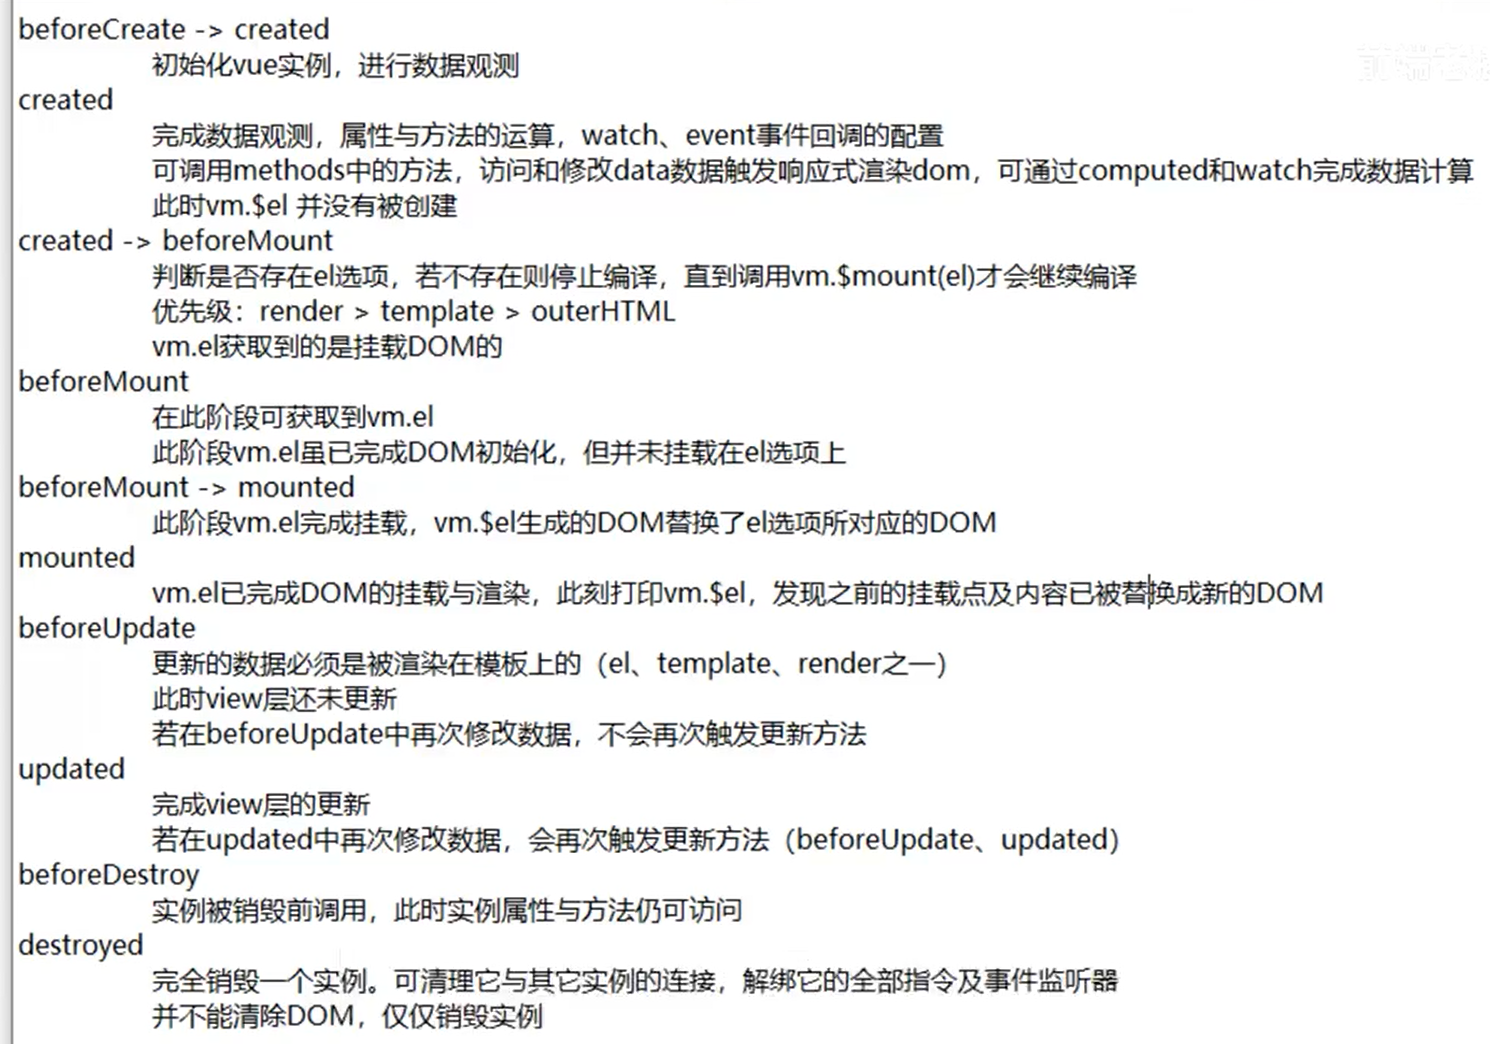 beforeCreate -> created
初始化vue实例，进行数据观测
created
完成数据观测，属性与方法的运算，watch、event事件回调的配置
可调用methods中的方法，访问和修改data数据触发响应式渲染dom，可通过computed和watch完成数据计算
此时vm.$el 并没有被创建
created -> beforeMount
判断是否存在el选项，若不存在则停止编译，直到调用vm.$mount(el)才会继续编译
优先级：render > template > outerHTML
vm.el获取到的是挂载DOM的
beforeMount
在此阶段可获取到vm.el
此阶段vm.el虽已完成DOM初始化，但并未挂载在el选项上
beforeMount -> mounted
此阶段vm.el完成挂载，vm.$el生成的DOM替换了el选项所对应的DOM
mounted
vm.el已完成DOM的挂载与渲染，此刻打印vm.$el，发现之前的挂载点及内容已被替换成新的DOM
beforeUpdate
更新的数据必须是被渲染在模板上的（el、template、render之一）
此时view层还未更新
若在beforeUpdate中再次修改数据，不会再次触发更新方法
updated
完成view层的更新
若在updated中再次修改数据，会再次触发更新方法（beforeUpdate、updated）
beforeDestroy
实例被销毁前调用，此时实例属性与方法仍可访问
destroyed
完全销毁一个实例。可清理它与其它实例的连接，解绑它的全部指令及事件监听器
并不能清除DOM，仅仅销毁实例